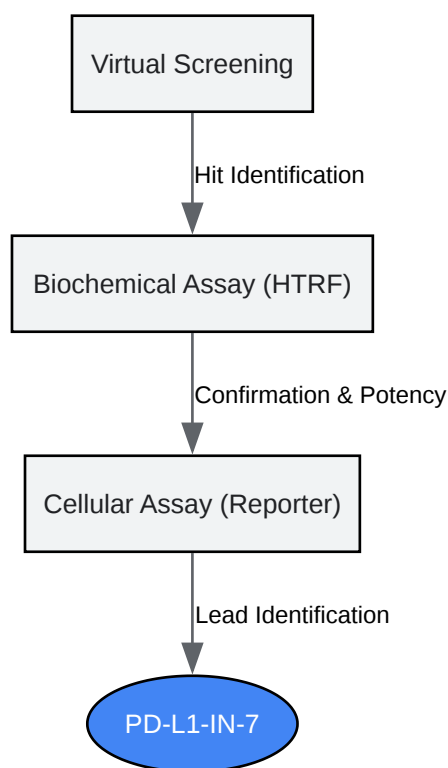 Virtual Screening
Hit Identification
Biochemical Assay (HTRF)
Confirmation & Potency
Cellular Assay (Reporter)
Lead Identification
PD-L1-IN-7